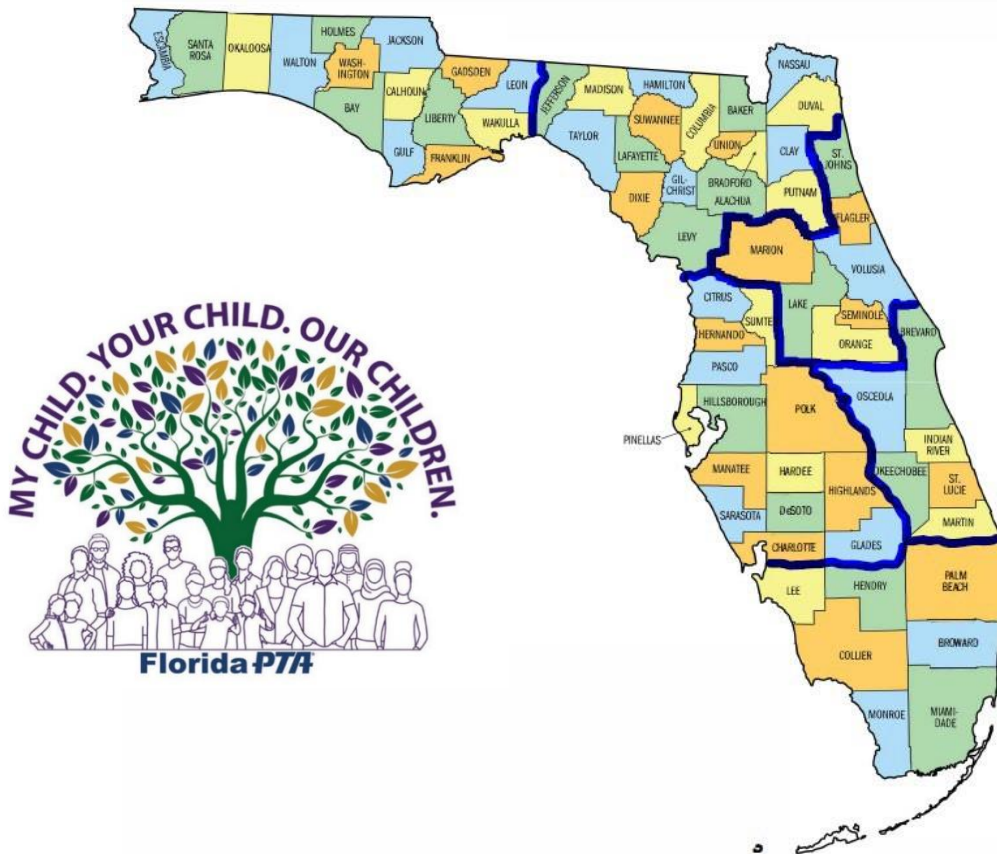 ESCAMBIA
SANTA
ROSA
OKALOOSA
WALTON
HOLMES
WASH-
INGTON
JACKSON
BAY
CALHOUN
GULF
GADSDEN
LIBERTY
FRANKLIN
LEON
WAKULLA
JEFFERSON
MADISON
TAYLOR
HAMILTON
SUWANNEE
LAFAYETTE
DIXIE
COLUMBIA
GIL-
CHRIST
BAKER
UNION
BRADFORD
ALACHUA
LEVY
NASSAU
DUVAL
CLAY
ST.
JOHNS
PUTNAM
FLAGLER
MARION
VOLUSIA
CITRUS
SUMTE
LAKE
SEMINOLE
ORANGE
BREVARD
HERNANDO
PASCO
HILLSBOROUGH
PINELLAS
POLK
OSCEOLA
INDIAN
RIVER
MANATEE
HARDEE
HIGHLANDS
OKEECHOBEE
ST.
LUCIE
SARASOTA
DeSOTO
MARTIN
CHARLOTTE
GLADES
LEE
HENDRY
PALM
BEACH
COLLIER
BROWARD
MONROE
MIAMI-
DADE
MY CHILD. YOUR CHILD. OUR CHILDREN.
Florida PTA